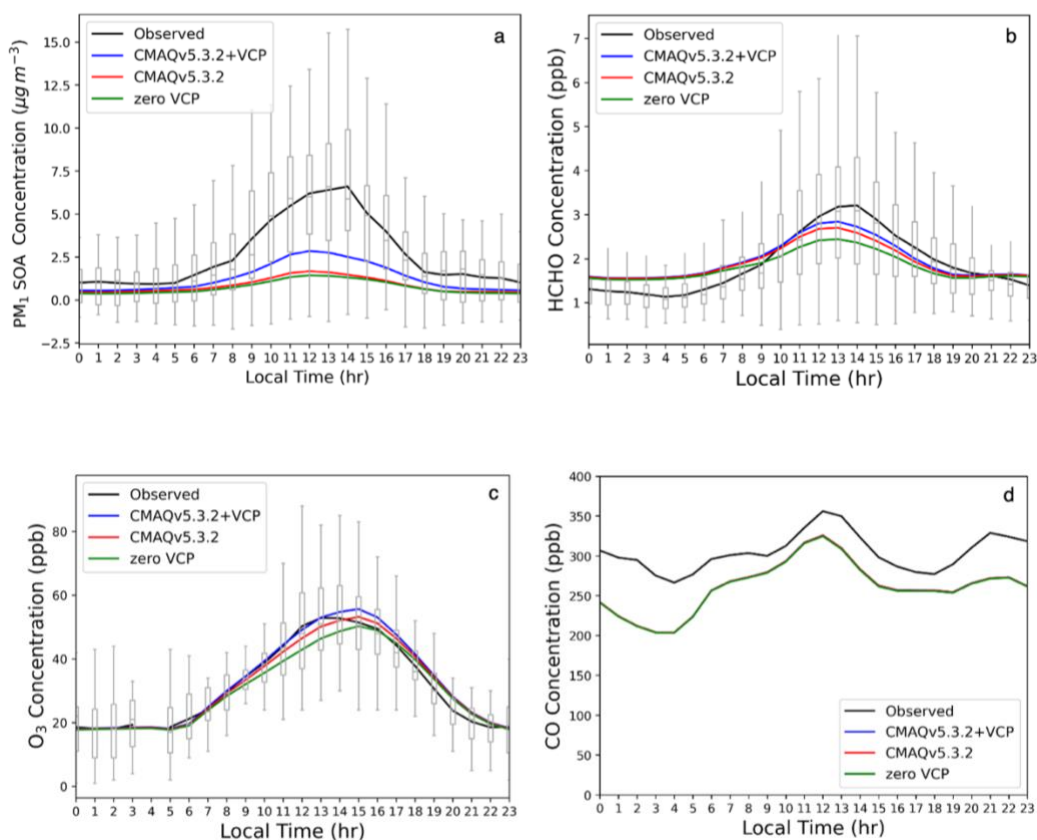 a
Observed
CMAQv5.3.2+VCP
CMAQv5.3.2
zero VCP
PM₁ SOA Concentration (μg m⁻³)
15.0
12.5
10.0
7.5
5.0
2.5
0.0
−2.5
0 1 2 3 4 5 6 7 8 9 10 11 12 13 14 15 16 17 18 19 20 21 22 23
Local Time (hr)
b
Observed
CMAQv5.3.2+VCP
CMAQv5.3.2
zero VCP
HCHO Concentration (ppb)
7
6
5
4
3
2
1
0 1 2 3 4 5 6 7 8 9 10 11 12 13 14 15 16 17 18 19 20 21 22 23
Local Time (hr)
c
Observed
CMAQv5.3.2+VCP
CMAQv5.3.2
zero VCP
O₃ Concentration (ppb)
80
60
40
20
0
0 1 2 3 4 5 6 7 8 9 10 11 12 13 14 15 16 17 18 19 20 21 22 23
Local Time (hr)
d
CO Concentration (ppb)
400
350
300
250
200
150
100
50
0
Observed
CMAQv5.3.2+VCP
CMAQv5.3.2
zero VCP
0 1 2 3 4 5 6 7 8 9 10 11 12 13 14 15 16 17 18 19 20 21 22 23
Local Time (hr)